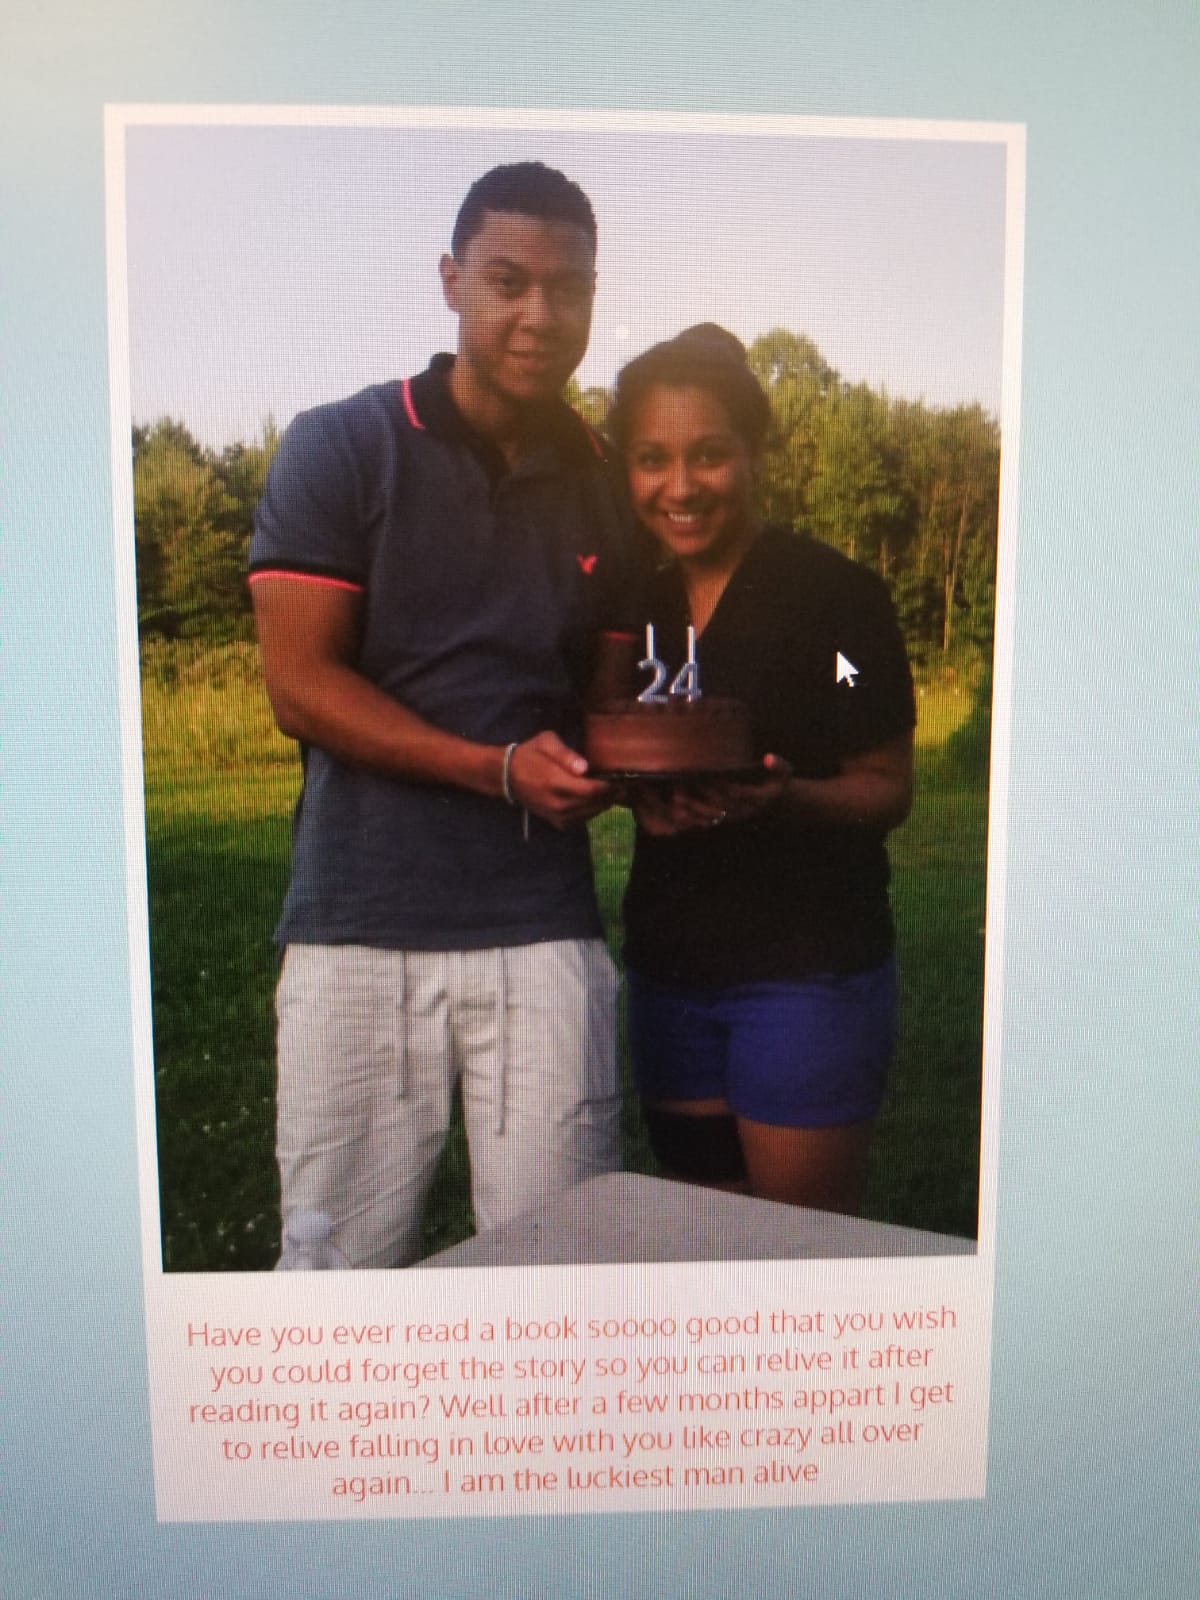 24
Have you ever read a book soooo good that you wish
you could forget the story so you can relive it after
reading it again? Well after a few months appart I get
to relive falling in love with you like crazy all over
again... I am the luckiest man alive